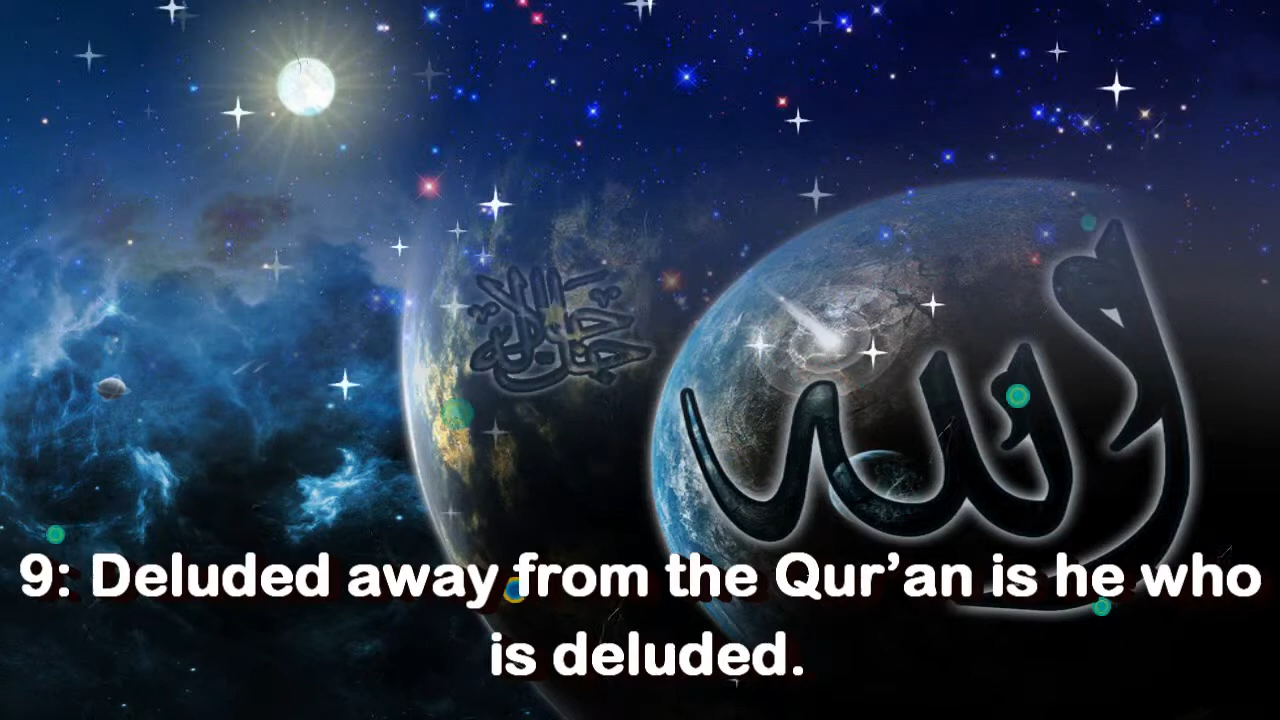 الله
جل جلاله
9: Deluded away from the Qur’an is he who
is deluded.